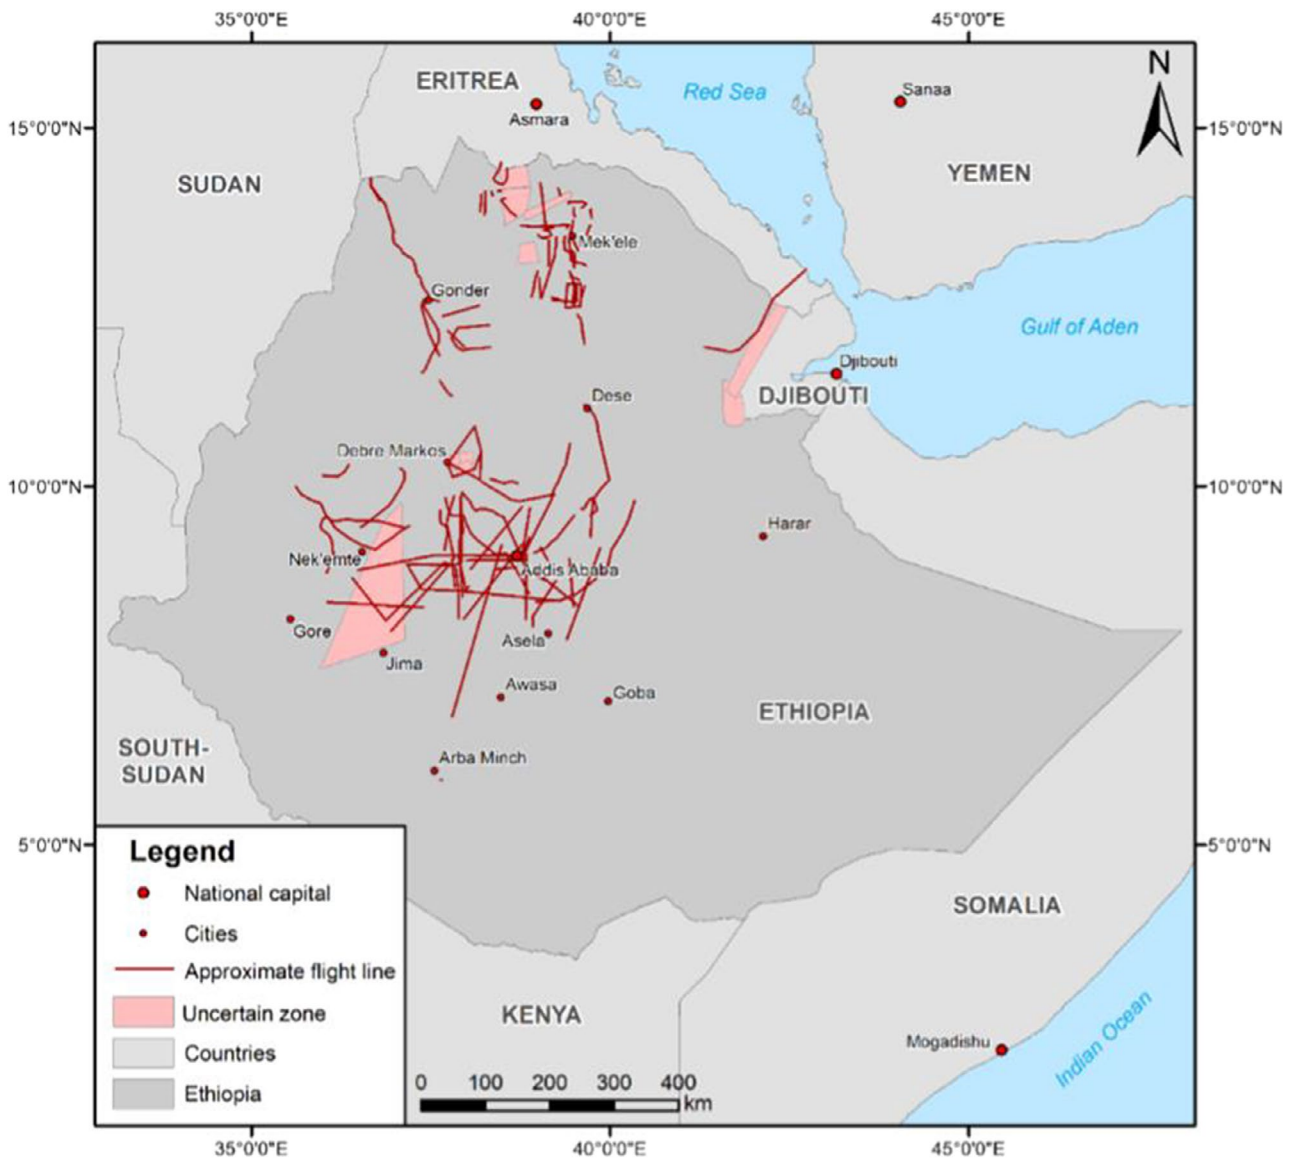 35°0'0"E 40°0'0"E 45°0'0"E
N
ERITREA
Red Sea
Sanaa
Asmara
15°0'0"N 15°0'0"N
SUDAN
YEMEN
Mek'ele
Gonder
Gulf of Aden
Djibouti
DJIBOUTI
Dese
Debre Markos
10°0'0"N 10°0'0"N
Harar
Nek'emte
Addis Ababa
Gore
Asela
Jima
Awasa
Goba
ETHIOPIA
SOUTH-
SUDAN
Arba Minch
5°0'0"N 5°0'0"N
Legend
National capital
Cities
Approximate flight line
Uncertain zone
Countries
Ethiopia
SOMALIA
KENYA
Mogadishu
Indian Ocean
0 100 200 300 400
km
35°0'0"E 40°0'0"E 45°0'0"E